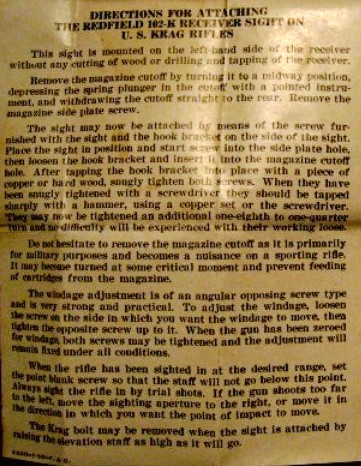 DIRECTIONS FOR ATTACHING
THE REDFIELD 102-K RECEIVER SIGHT ON
U. S. KRAG RIFLES
This sight is mounted on the left-hand side of the receiver
without any cutting of wood or drilling and tapping of the receiver.
Remove the magazine cutoff by turning it to a midway position,
depressing the spring plunger in the cutoff with a pointed instru-
ment, and withdrawing the cutoff straight to the rear. Remove the
magazine side plate screw.
The sight may now be attached by means of the screw fur-
nished with the sight and the hook bracket on the side of the sight.
Place the sight in position and start screw into the side plate hole,
then loosen the hook bracket and insert it into the magazine cutoff
hole. After tapping the hook bracket into place with a piece of
copper or hard wood, snugly tighten both screws. When they have
been snugly tightened with a screwdriver they should be tapped
sharply with a hammer, using a copper set or the screwdriver.
They may now be tightened an additional one-eighth to one-quarter
turn and no difficulty will be experienced with their working loose.
Do not hesitate to remove the magazine cutoff as it is primarily
for military purposes and becomes a nuisance on a sporting rifle.
It may become turned at some critical moment and prevent feeding
of cartridges from the magazine.
The windage adjustment is of an angular opposing screw type
and is very strong and practical. To adjust the windage, loosen
the screw on the side in which you want the windage to move, then
tighten the opposite screw up to it. When the gun has been zeroed
for windage, both screws may be tightened and the adjustment will
remain fixed under all conditions.
When the rifle has been sighted in at the desired range, set
the point blank screw so that the staff will not go below this point.
Always sight the rifle in by trial shots. If the gun shoots too far
to the left, move the sighting aperture to the right, or move it in
the direction in which you want the point of impact to move.
The Krag bolt may be removed when the sight is attached by
raising the elevation staff as high as it will go.